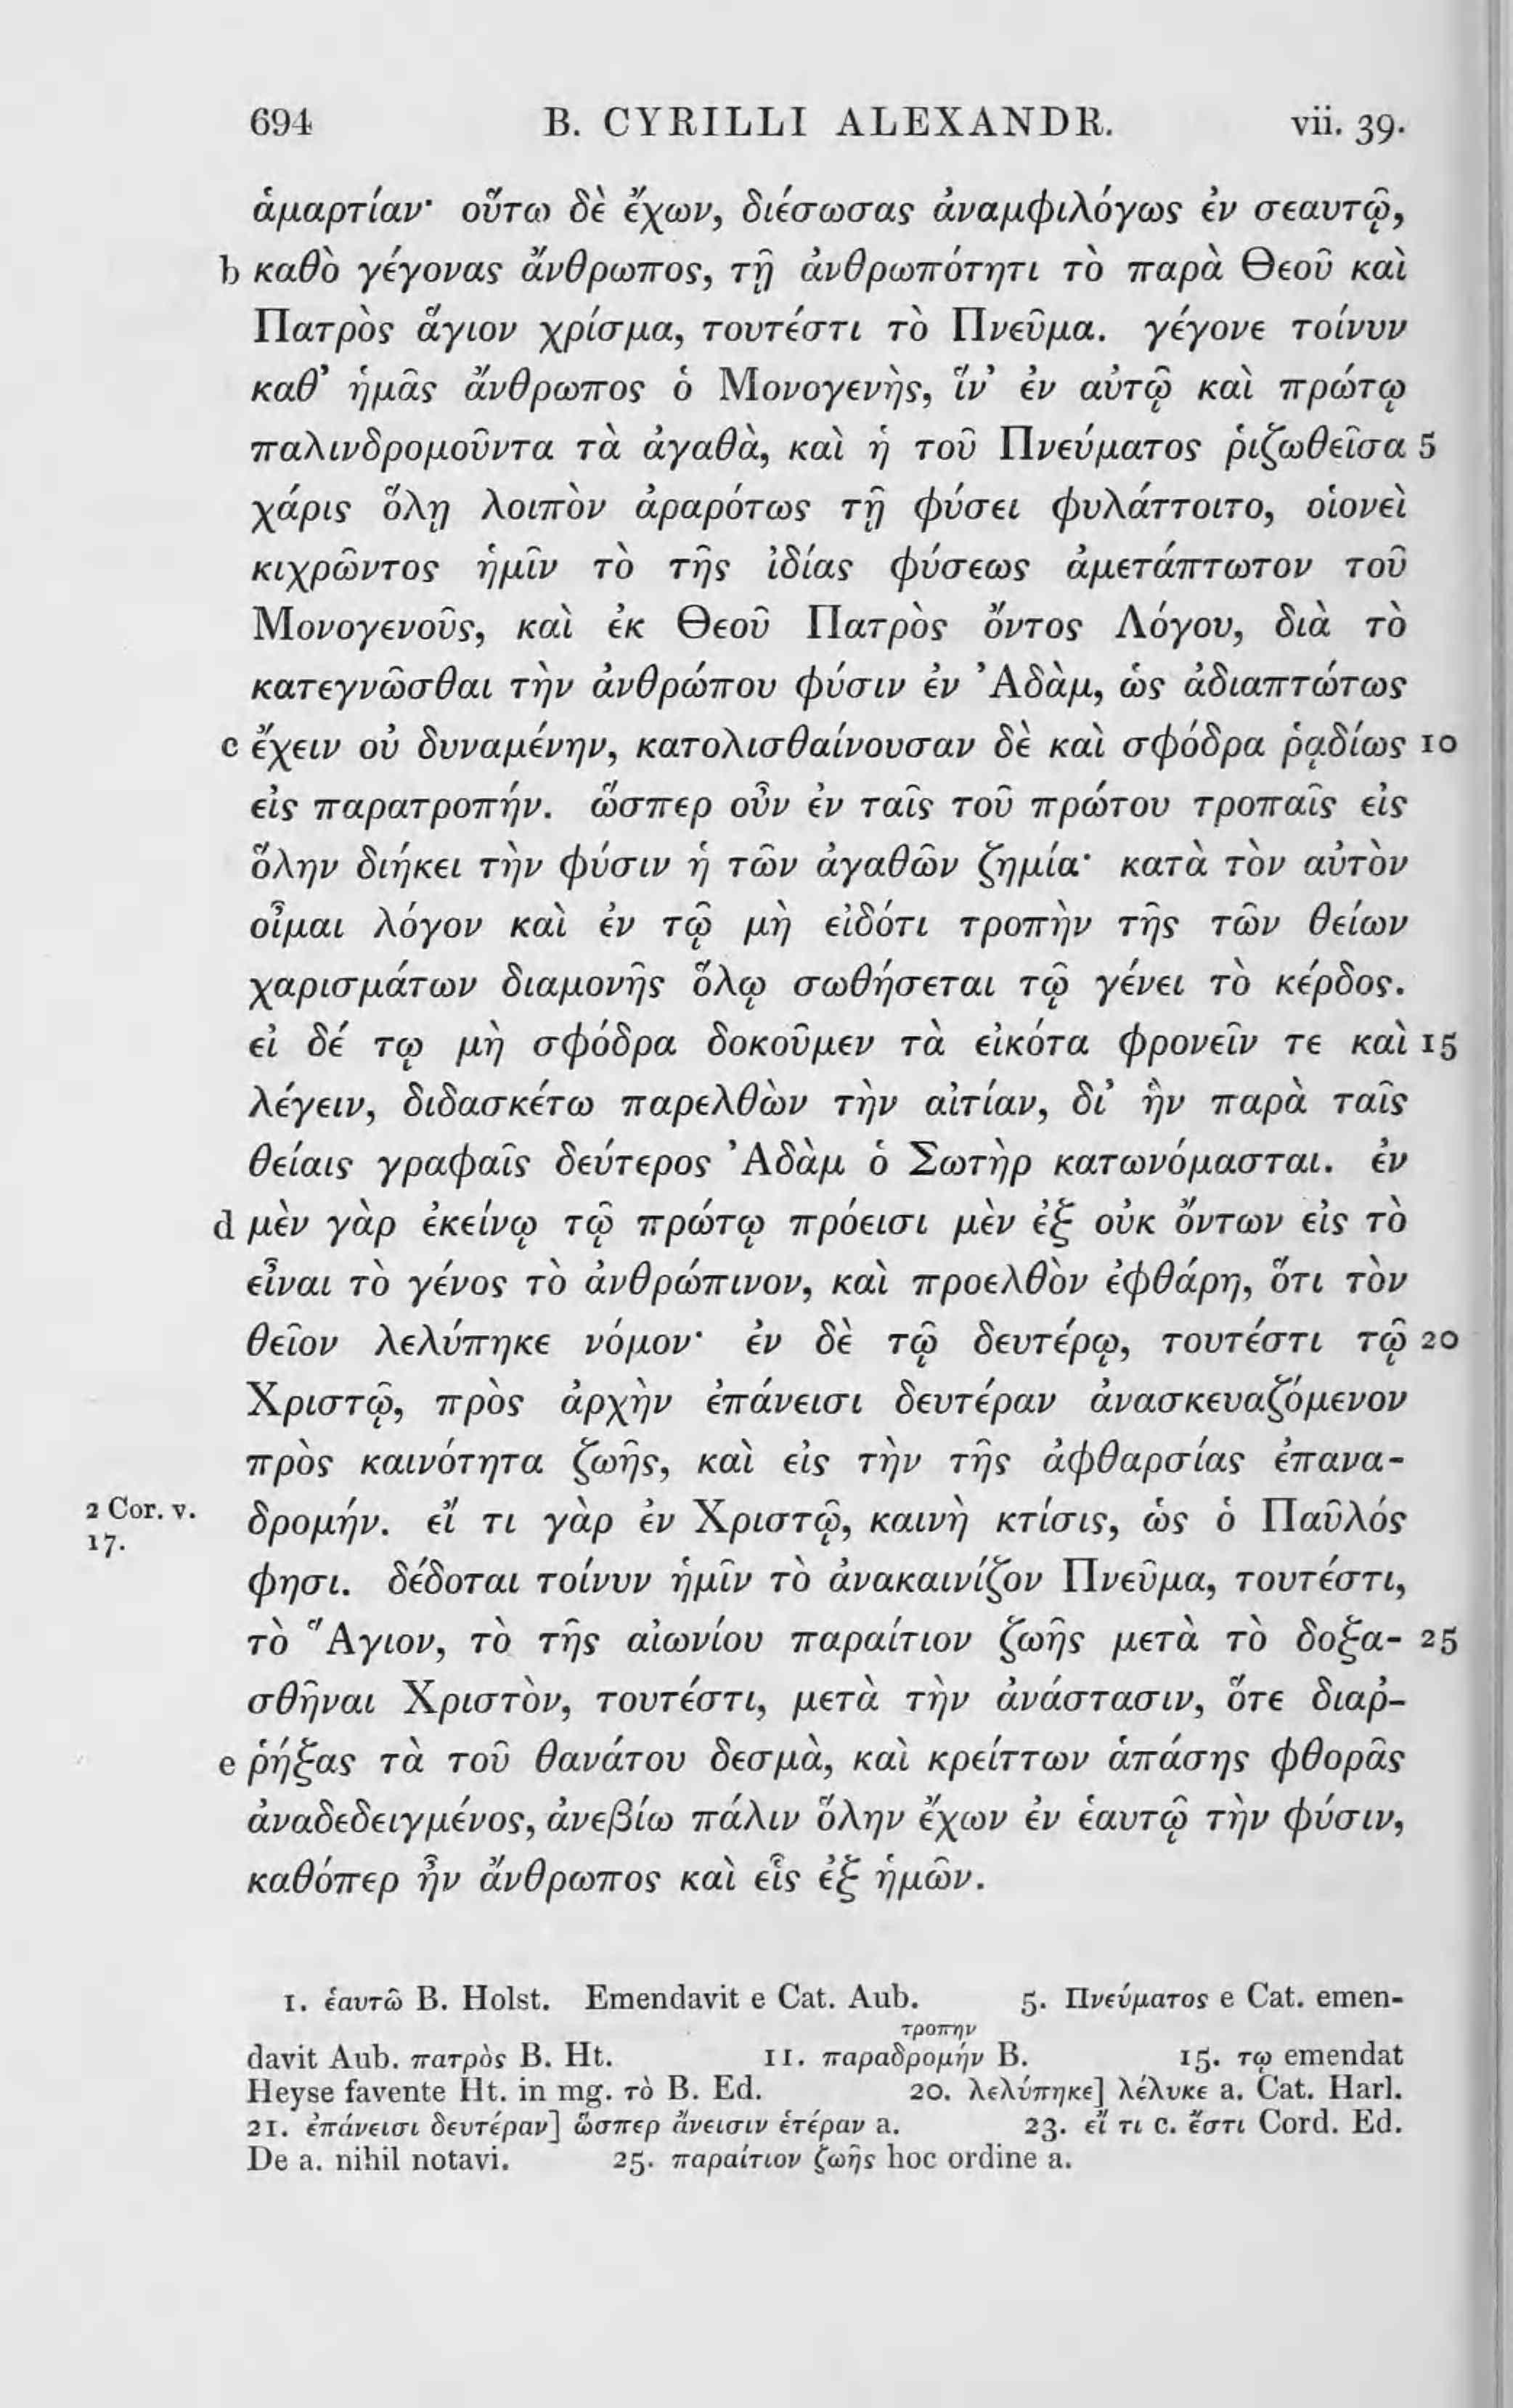 694 B. CYRILLI ALEXANDR. vii. 39.
ἁμαρτίαν· οὕτω δὲ ἔχων, διέσωσας ἀναμφιλόγως ἐν σεαυτῷ,
b καθὸ γέγονας ἄνθρωπος, τῇ ἀνθρωπότητι τὸ παρὰ Θεοῦ καὶ
Πατρὸς ἅγιον χρίσμα, τουτέστι τὸ Πνεῦμα. γέγονε τοίνυν
καθ’ ἡμᾶς ἄνθρωπος ὁ Μονογενὴς, ἵν’ ἐν αὐτῷ καὶ πρώτῳ
παλινδρομοῦντα τὰ ἀγαθὰ, καὶ ἡ τοῦ Πνεύματος ῥιζωθεῖσα 5
χάρις ὅλῃ λοιπὸν ἀραρότως τῇ φύσει φυλάττοιτο, οἱονεὶ
κιχρῶντος ἡμῖν τὸ τῆς ἰδίας φύσεως ἀμετάπτωτον τοῦ
Μονογενοῦς, καὶ ἐκ Θεοῦ Πατρὸς ὄντος Λόγου, διὰ τὸ
κατεγνῶσθαι τὴν ἀνθρώπου φύσιν ἐν Ἀδὰμ, ὡς ἀδιαπτώτως
c ἔχειν οὐ δυναμένην, κατολισθαίνουσαν δὲ καὶ σφόδρα ῥᾳδίως 10
εἰς παρατροπήν. ὥσπερ οὖν ἐν ταῖς τοῦ πρώτου τροπαῖς εἰς
ὅλην διήκει τὴν φύσιν ἡ τῶν ἀγαθῶν ζημία· κατὰ τὸν αὐτὸν
οἶμαι λόγον καὶ ἐν τῷ μὴ εἰδότι τροπὴν τῆς τῶν θείων
χαρισμάτων διαμονῆς ὅλῳ σωθήσεται τῷ γένει τὸ κέρδος.
εἰ δέ τῳ μὴ σφόδρα δοκοῦμεν τὰ εἰκότα φρονεῖν τε καὶ 15
λέγειν, διδασκέτω παρελθὼν τὴν αἰτίαν, δι’ ἣν παρὰ ταῖς
θείαις γραφαῖς δεύτερος Ἀδὰμ ὁ Σωτὴρ κατωνόμασται. ἐν
d μὲν γὰρ ἐκείνῳ τῷ πρώτῳ πρόεισι μὲν ἐξ οὐκ ὄντων εἰς τὸ
εἶναι τὸ γένος τὸ ἀνθρώπινον, καὶ προελθὸν ἐφθάρη, ὅτι τὸν
θεῖον λελύπηκε νόμον· ἐν δὲ τῷ δευτέρῳ, τουτέστι τῷ 20
Χριστῷ, πρὸς ἀρχὴν ἐπάνεισι δευτέραν ἀνασκευαζόμενον
πρὸς καινότητα ζωῆς, καὶ εἰς τὴν τῆς ἀφθαρσίας ἐπανα-
2 Cor. v. 17. δρομήν. εἴ τι γὰρ ἐν Χριστῷ, καινὴ κτίσις, ὡς ὁ Παῦλός
φησι. δέδοται τοίνυν ἡμῖν τὸ ἀνακαινίζον Πνεῦμα, τουτέστι,
τὸ Ἅγιον, τὸ τῆς αἰωνίου παραίτιον ζωῆς μετὰ τὸ δοξα- 25
σθῆναι Χριστὸν, τουτέστι, μετὰ τὴν ἀνάστασιν, ὅτε διαῤ-
e ῥήξας τὰ τοῦ θανάτου δεσμὰ, καὶ κρείττων ἁπάσης φθορᾶς
ἀναδεδειγμένος, ἀνεβίω πάλιν ὅλην ἔχων ἐν ἑαυτῷ τὴν φύσιν,
καθόπερ ἦν ἄνθρωπος καὶ εἷς ἐξ ἡμῶν.
1. ἑαυτῶ B. Holst. Emendavit e Cat. Aub. 5. Πνεύματος e Cat. emen-
τροπην
davit Aub. πατρὸς B. Ht. 11. παραδρομήν B. 15. τῳ emendat
Heyse favente Ht. in mg. τὸ B. Ed. 20. λελύπηκε] λέλυκε a. Cat. Harl.
21. ἐπάνεισι δευτέραν] ὥσπερ ἄνεισιν ἑτέραν a. 23. εἴ τι c. ἔστι Cord. Ed.
De a. nihil notavi. 25. παραίτιον ζωῆς hoc ordine a.